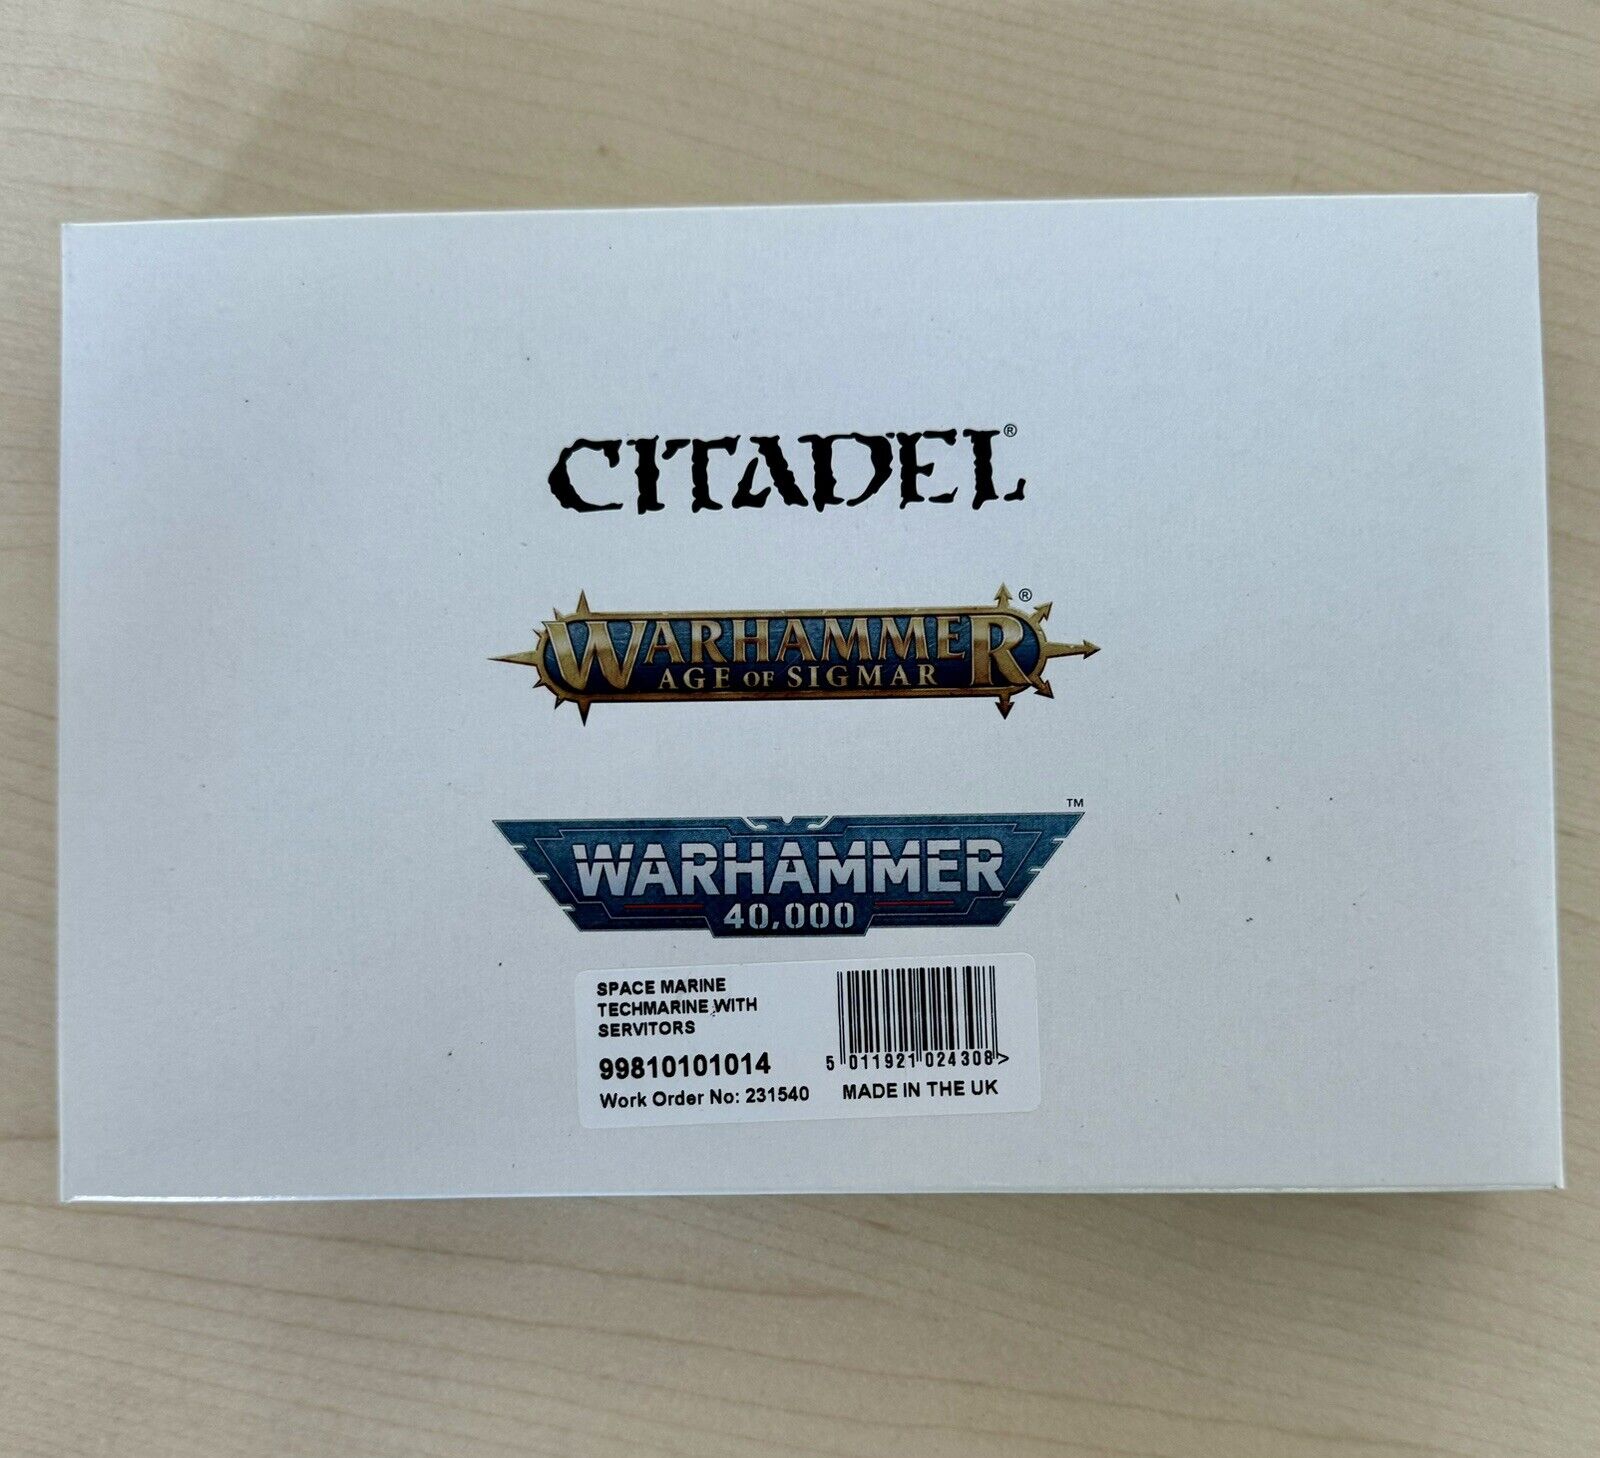 CITADEL®
WARHAMMER®
AGE OF SIGMAR
WARHAMMER™
40,000
SPACE MARINE
TECHMARINE WITH
SERVITORS
99810101014
Work Order No: 231540
5 011921 024308 >
MADE IN THE UK